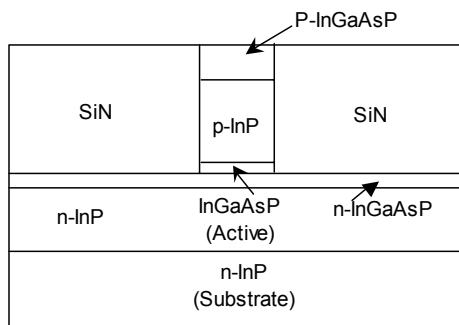 P-InGaAsP
SiN
p-InP
SiN
n-InP
InGaAsP
(Active)
n-InGaAsP
n-InP
(Substrate)